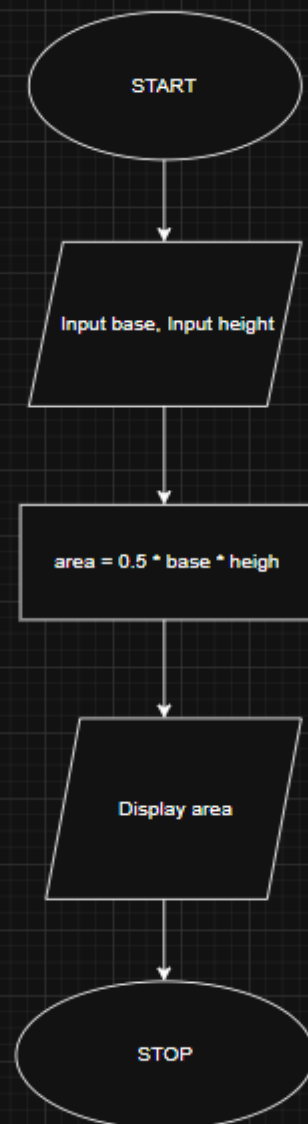 START
Input base, Input height
area = 0.5 * base * heigh
Display area
STOP